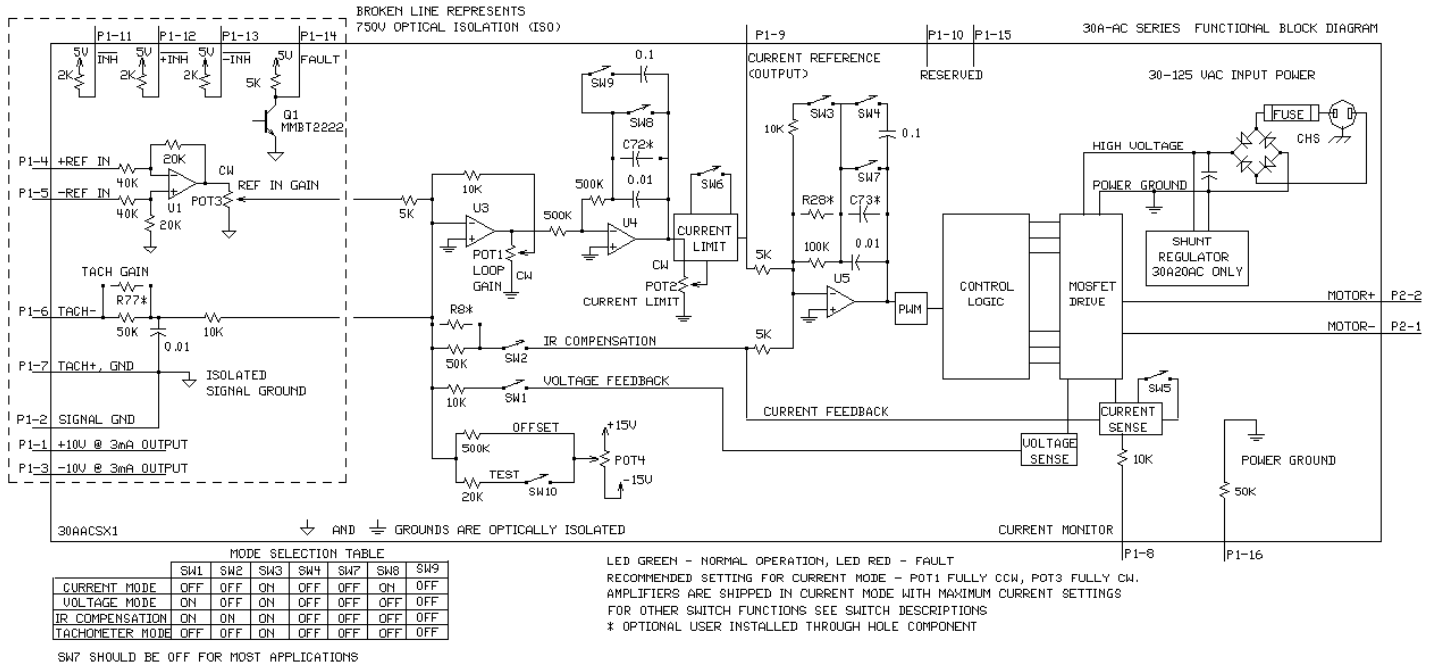 BROKEN LINE REPRESENTS
750V OPTICAL ISOLATION (ISO)
30A-AC SERIES FUNCTIONAL BLOCK DIAGRAM
P1-11 P1-12 P1-13 P1-14
P1-9
P1-10 P1-15
5V 5V 5V 5V
INH +INH -INH FAULT
2K 2K 2K 5K
Q1
MMBT2222
CURRENT REFERENCE
(OUTPUT)
RESERVED
30-125 VAC INPUT POWER
FUSE
CHS
0.1
SW9
SW8
C72*
0.01
500K
SW6
SW3 SW4
10K
0.1
SW7
R28* C73*
100K 0.01
HIGH VOLTAGE
POWER GROUND
P1-4 +REF IN
40K
20K
CW
REF IN GAIN
P1-5 -REF IN
40K
U1
POT3
20K
5K
10K
U3
500K
U4
POT1
LOOP
GAIN
CW
CURRENT
LIMIT
CW
POT2
CURRENT LIMIT
5K
U5
PWM
CONTROL
LOGIC
MOSFET
DRIVE
SHUNT
REGULATOR
30A20AC ONLY
TACH GAIN
R77*
P1-6 TACH-
50K
10K
0.01
MOTOR+ P2-2
MOTOR- P2-1
R8*
50K
SW2
IR COMPENSATION
5K
P1-7 TACH+, GND
ISOLATED
SIGNAL GROUND
10K
SW1
VOLTAGE FEEDBACK
SW5
P1-2 SIGNAL GND
CURRENT FEEDBACK
CURRENT
SENSE
P1-1 +10V @ 3mA OUTPUT
P1-3 -10V @ 3mA OUTPUT
OFFSET
500K
+15V
POT4
-15V
TEST
20K
SW10
VOLTAGE
SENSE
10K
POWER GROUND
50K
30AACSX1
AND
GROUNDS ARE OPTICALLY ISOLATED
CURRENT MONITOR
P1-8
P1-16
MODE SELECTION TABLE
SW1 SW2 SW3 SW4 SW7 SW8 SW9
CURRENT MODE OFF OFF ON OFF OFF ON OFF
VOLTAGE MODE ON OFF ON OFF OFF OFF OFF
IR COMPENSATION ON ON ON OFF OFF OFF OFF
TACHOMETER MODE OFF OFF ON OFF OFF OFF OFF
SW7 SHOULD BE OFF FOR MOST APPLICATIONS
LED GREEN - NORMAL OPERATION, LED RED - FAULT
RECOMMENDED SETTING FOR CURRENT MODE - POT1 FULLY CCW, POT3 FULLY CW.
AMPLIFIERS ARE SHIPPED IN CURRENT MODE WITH MAXIMUM CURRENT SETTINGS
FOR OTHER SWITCH FUNCTIONS SEE SWITCH DESCRIPTIONS
* OPTIONAL USER INSTALLED THROUGH HOLE COMPONENT